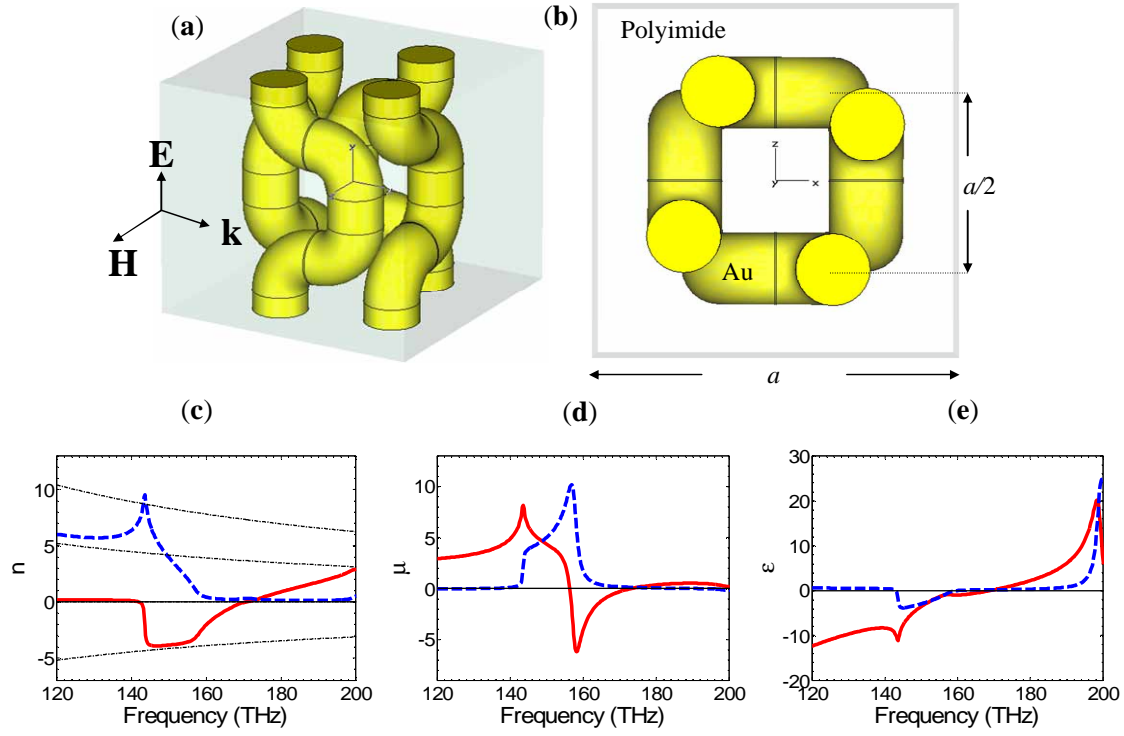 (a)
(b)
E
k
H
y
Polyimide
z
y x
Au
a/2
a
(c)
(d)
(e)
n
10
5
0
-5
120 140 160 180 200
Frequency (THz)
μ
10
5
0
-5
120 140 160 180 200
Frequency (THz)
ε
30
20
10
0
-10
-20
120 140 160 180 200
Frequency (THz)